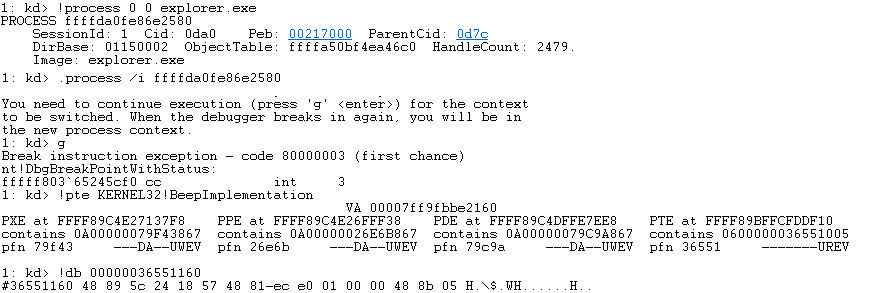 1: kd> !process 0 0 explorer.exe
PROCESS ffffda0fe86e2580
    SessionId: 1  Cid: 0da0    Peb: 00217000  ParentCid: 0d7c
    DirBase: 01150002  ObjectTable: ffffa50bf4ea46c0  HandleCount: 2479.
    Image: explorer.exe
1: kd> .process /i ffffda0fe86e2580
You need to continue execution (press 'g' <enter>) for the context
to be switched. When the debugger breaks in again, you will be in
the new process context.
1: kd> g
Break instruction exception - code 80000003 (first chance)
nt!DbgBreakPointWithStatus:
fffff803`65245cf0 cc              int     3
1: kd> !pte KERNEL32!BeepImplementation
                                           VA 00007ff9fbbe2160
PXE at FFFF89C4E27137F8    PPE at FFFF89C4E26FFF38    PDE at FFFF89C4DFFE7EE8    PTE at FFFF89BFFCFDDF10
contains 0A00000079F43867  contains 0A00000026E6B867  contains 0A00000079C9A867  contains 0600000036551005
pfn 79f43     ---DA--UWEV  pfn 26e6b     ---DA--UWEV  pfn 79c9a     ---DA--UWEV  pfn 36551     -------UREV
1: kd> !db 00000036551160
#36551160 48 89 5c 24 18 57 48 81-ec e0 01 00 00 48 8b 05 H.\$.WH......H..